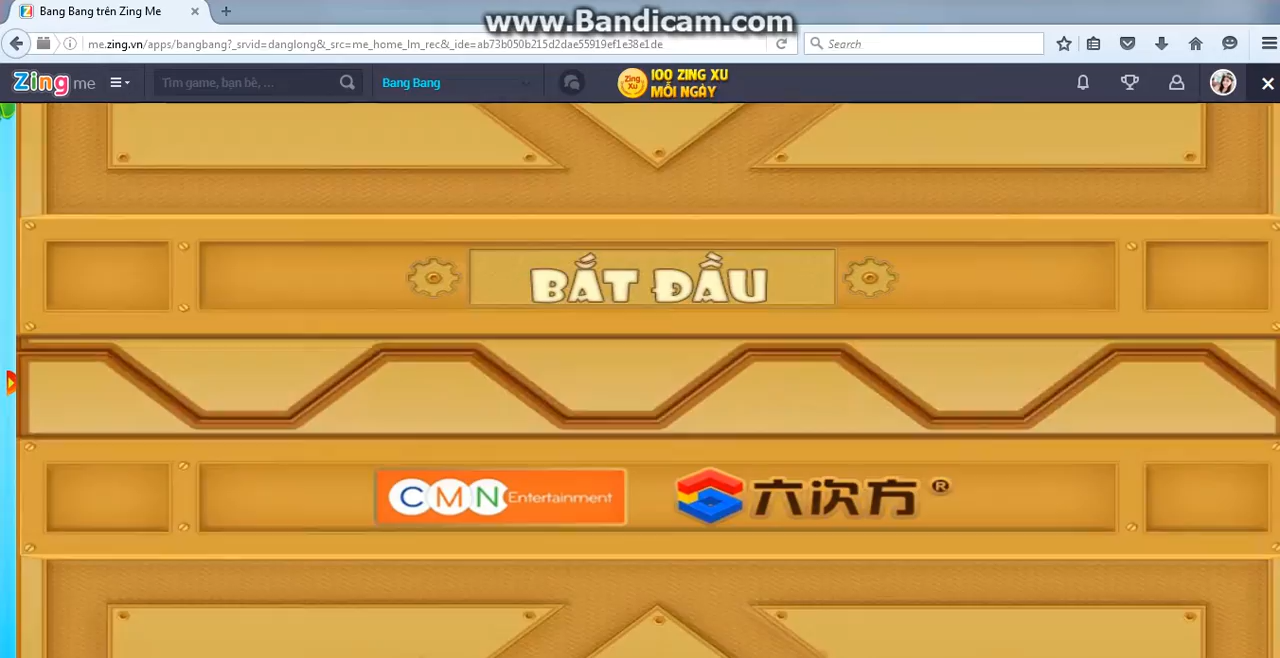 www.Bandicam.com
Bang Bang trên Zing Me
me.zing.vn/apps/bangbang?_srvid=danglong&_src=me_home_lm_rec&_ide=ab73b050b215d2dae55919ef1e38e1de
Search
Zing me
Tìm game, bạn bè, ...
Bang Bang
Zing Xu
100 ZING XU
MỖI NGÀY
BẮT ĐẦU
CMN Entertainment
六次方®